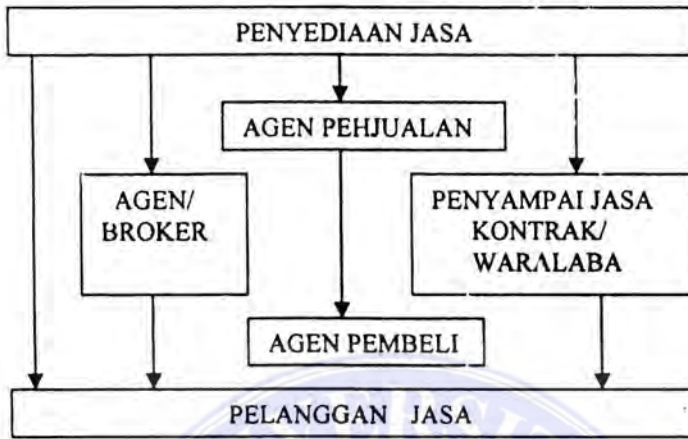 PENYEDIAAN JASA
AGEN PEHJUALAN
AGEN/
BROKER
PENYAMPAI JASA
KONTRAK/
WARALABA
AGEN PEMBELI
PELANGGAN JASA